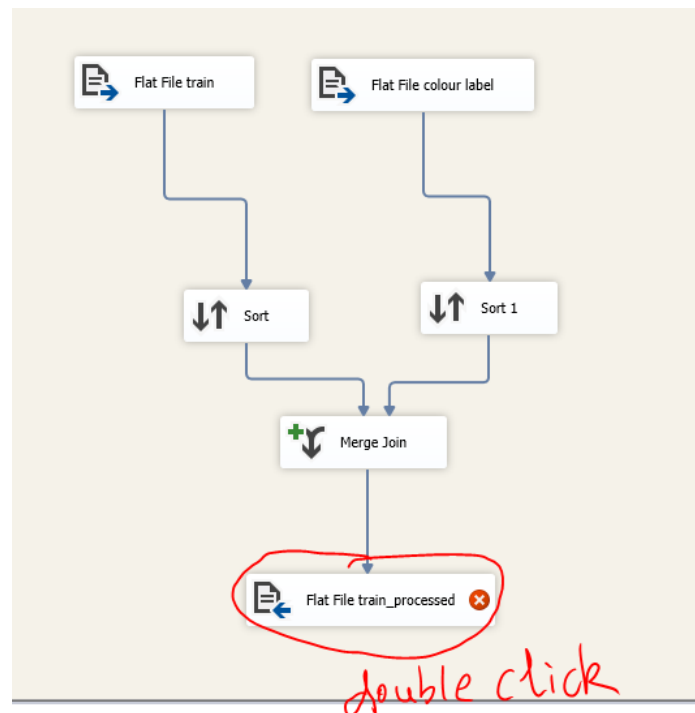 Flat File train
Flat File colour label
Sort
Sort 1
Merge Join
Flat File train_processed
double click